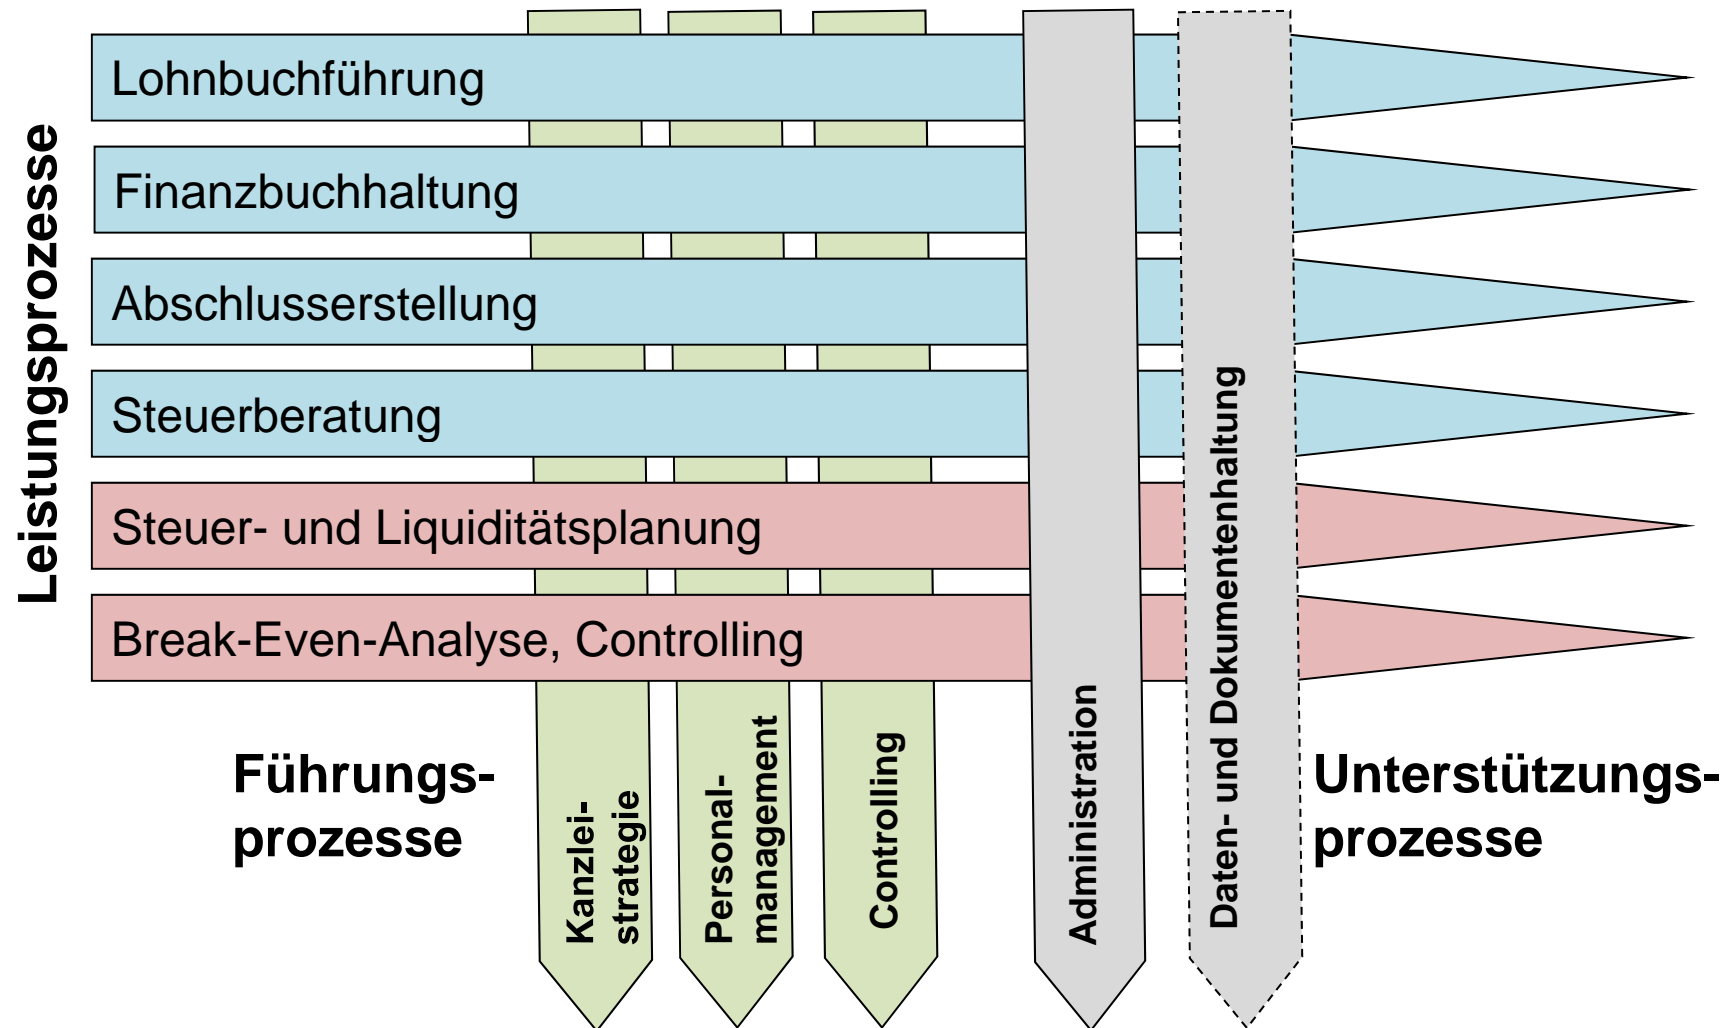 Leistungsprozesse
Lohnbuchführung
Finanzbuchhaltung
Abschlusserstellung
Steuerberatung
Steuer- und Liquiditätsplanung
Break-Even-Analyse, Controlling
Führungs-
prozesse
Kanzlei-
strategie
Personal-
management
Controlling
Administration
Daten- und Dokumentenhaltung
Unterstützungs-
prozesse